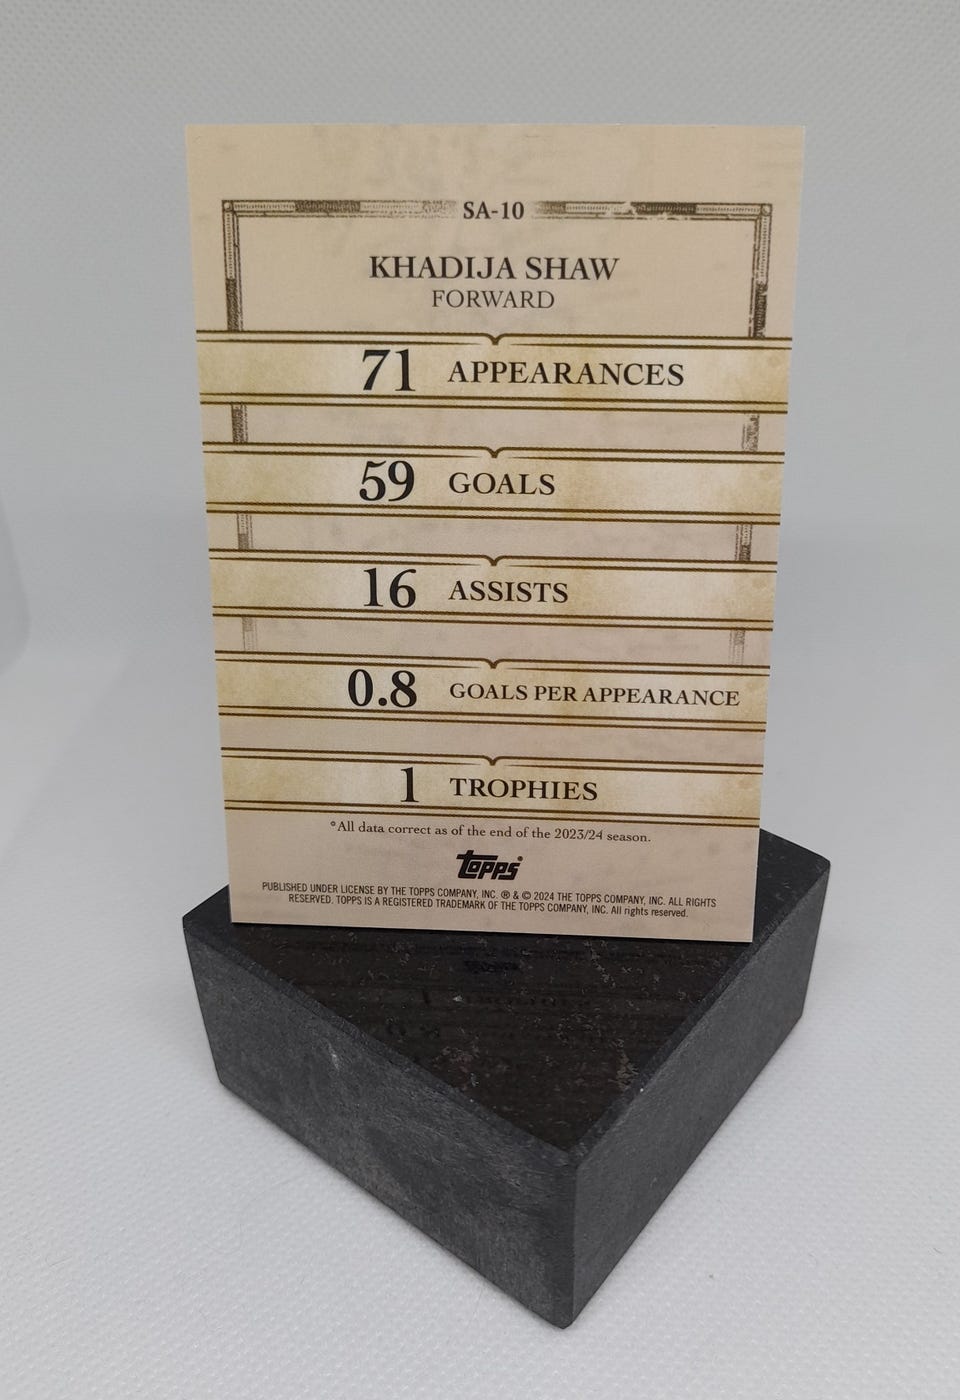 SA-10
KHADIJA SHAW
FORWARD
71 APPEARANCES
59 GOALS
16 ASSISTS
0.8 GOALS PER APPEARANCE
1 TROPHIES
*All data correct as of the end of the 2023/24 season.
topps®
PUBLISHED UNDER LICENSE BY THE TOPPS COMPANY, INC. ® & © 2024 THE TOPPS COMPANY, INC. ALL RIGHTS
RESERVED. TOPPS IS A REGISTERED TRADEMARK OF THE TOPPS COMPANY, INC. All rights reserved.